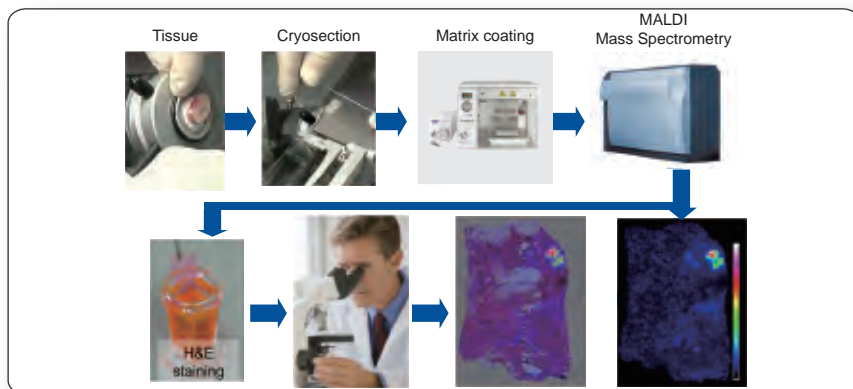 Tissue
Cryosection
Matrix coating
MALDI
Mass Spectrometry
H&E
staining